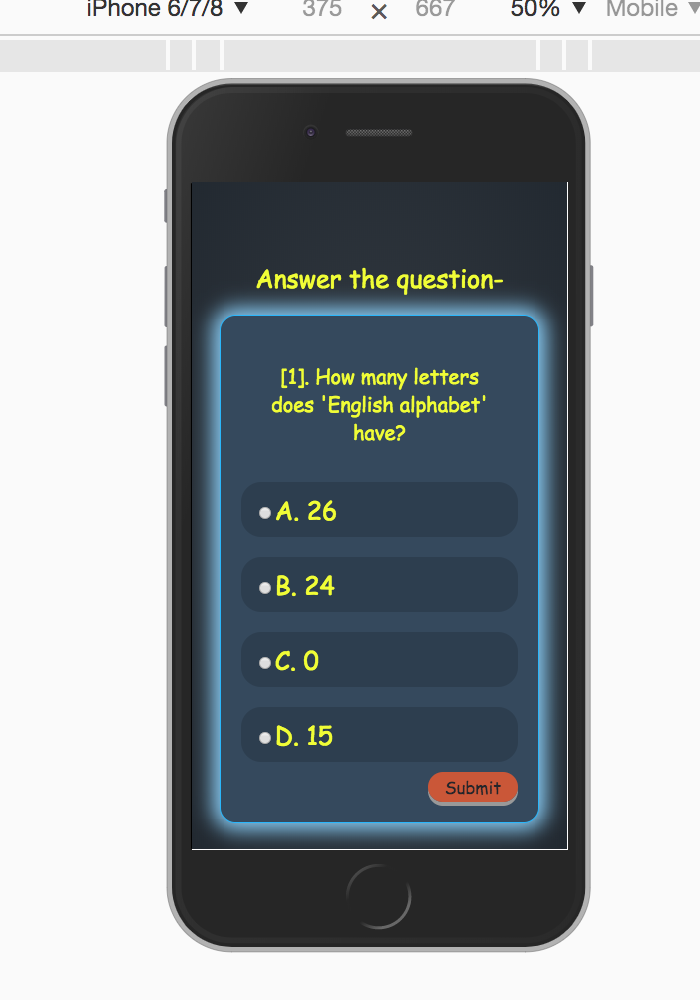 iPhone 6/7/8 ▼ 375 × 667 50% ▼ Mobile ▼
Answer the question-
[1]. How many letters
does 'English alphabet'
have?
A. 26
B. 24
C. 0
D. 15
Submit